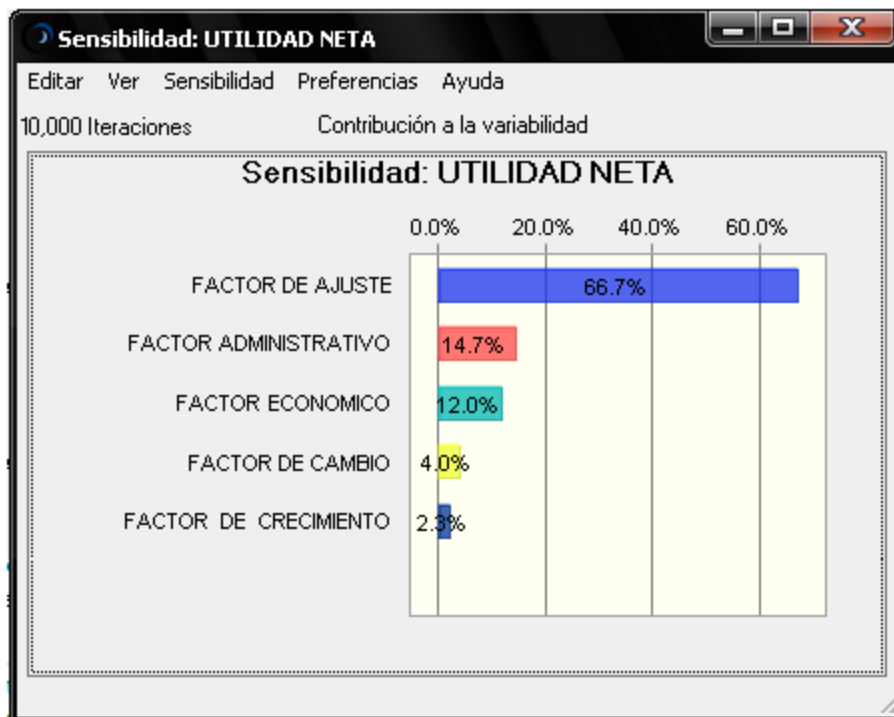 Sensibilidad: UTILIDAD NETA
Editar Ver Sensibilidad Preferencias Ayuda
10,000 Iteraciones Contribución a la variabilidad
Sensibilidad: UTILIDAD NETA
0.0% 20.0% 40.0% 60.0%
FACTOR DE AJUSTE 66.7%
FACTOR ADMINISTRATIVO 14.7%
FACTOR ECONOMICO 12.0%
FACTOR DE CAMBIO 4.0%
FACTOR DE CRECIMIENTO 2.3%